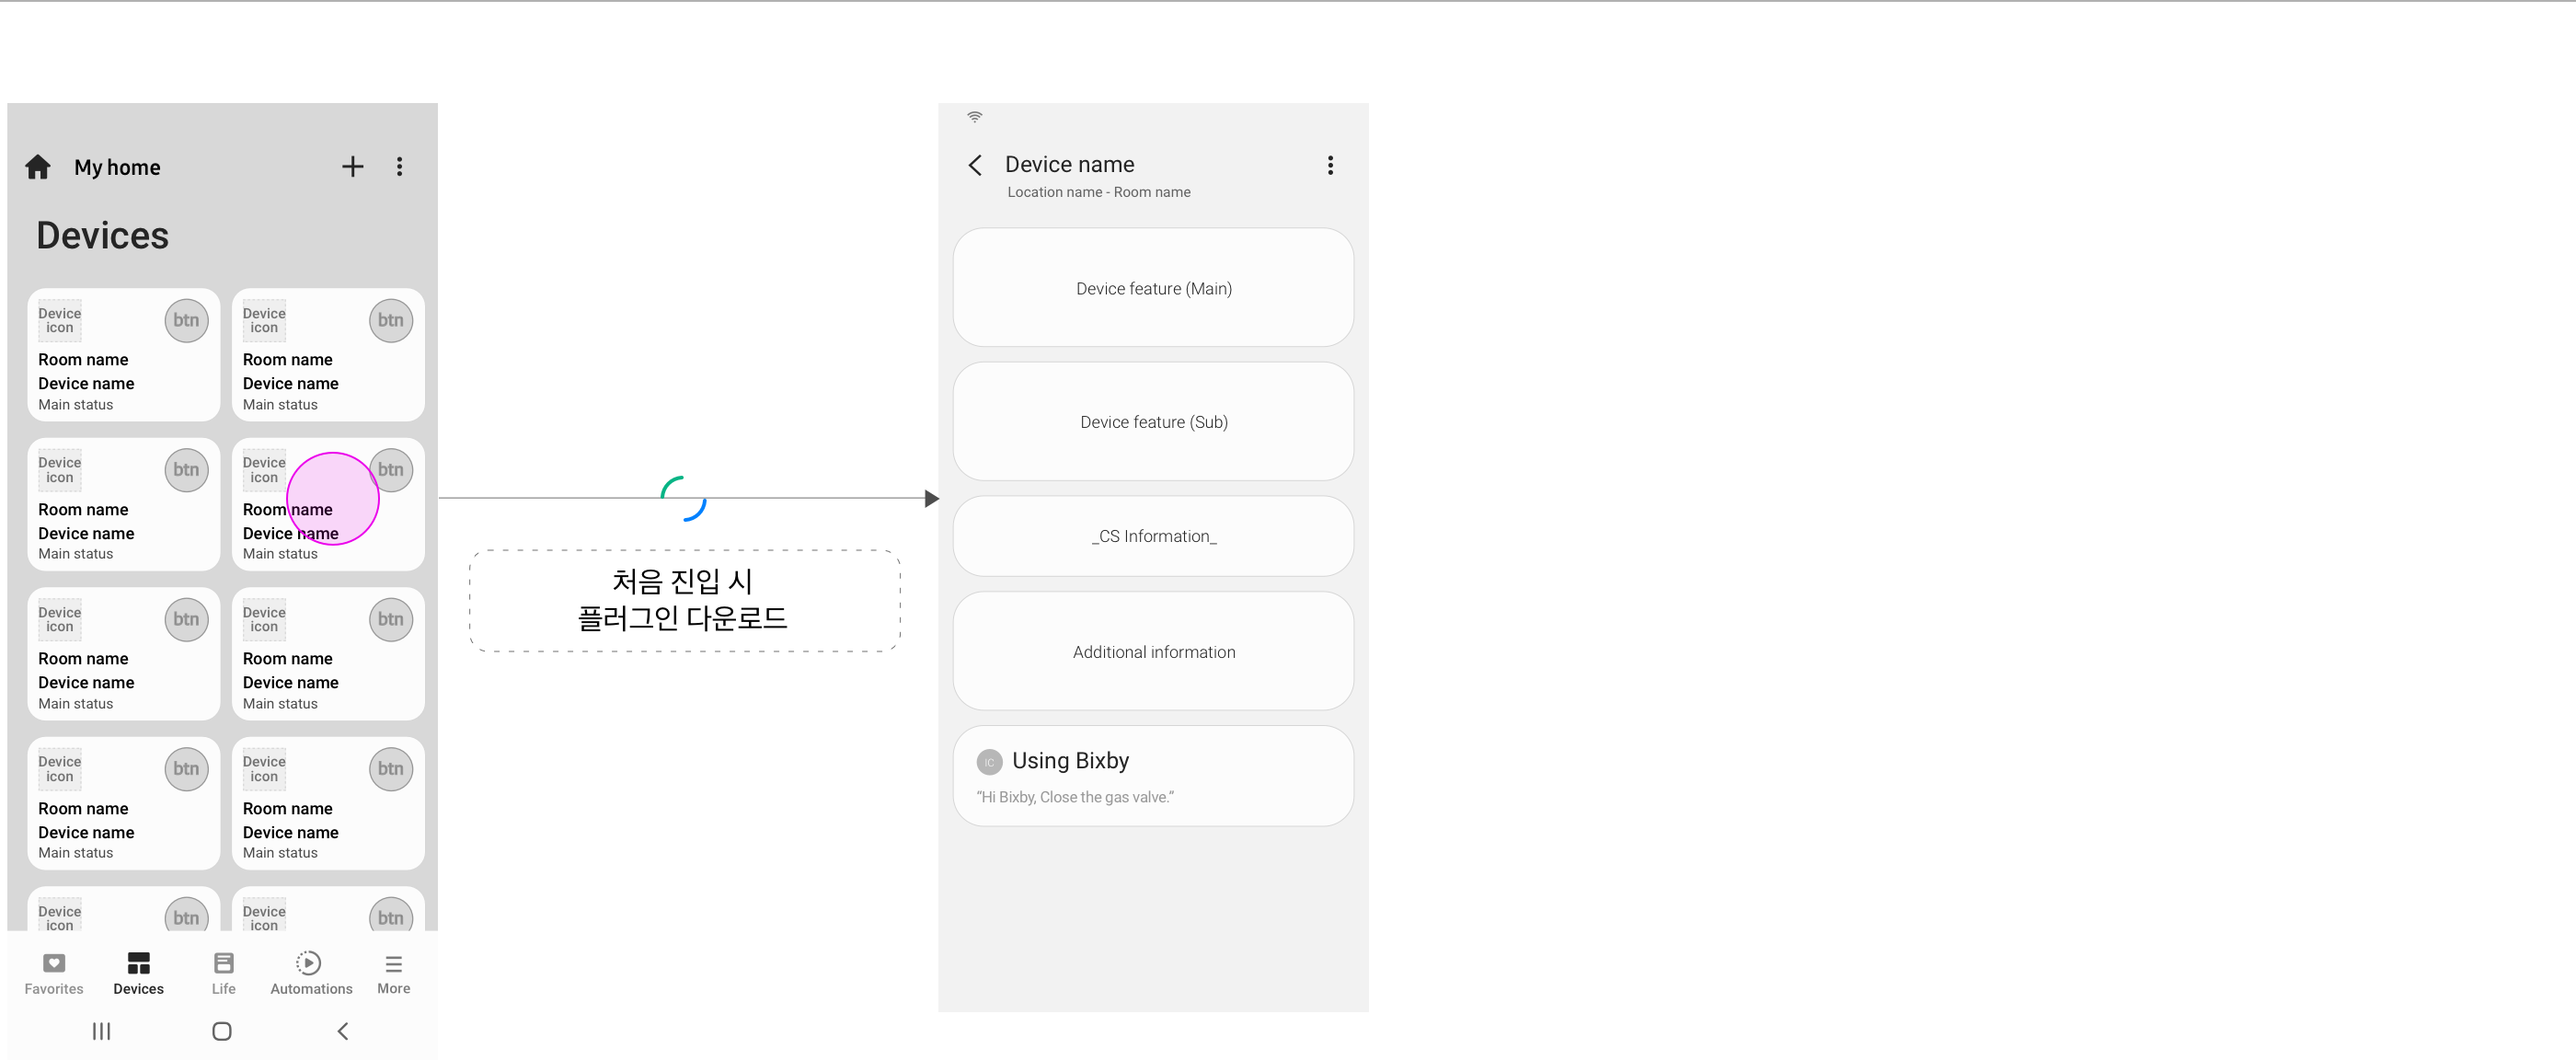 My home
Devices
Device
icon
btn
Room name
Device name
Main status
Device
icon
btn
Room name
Device name
Main status
Device
icon
btn
Room name
Device name
Main status
Device
icon
btn
Room name
Device name
Main status
Device
icon
btn
Room name
Device name
Main status
Device
icon
btn
Room name
Device name
Main status
Device
icon
btn
Room name
Device name
Main status
Device
icon
btn
Room name
Device name
Main status
Device
icon
btn
Device
icon
btn
Favorites
Devices
Life
Automations
More
처음 진입 시
플러그인 다운로드
Device name
Location name - Room name
Device feature (Main)
Device feature (Sub)
_CS Information_
Additional information
IC
Using Bixby
“Hi Bixby, Close the gas valve.“